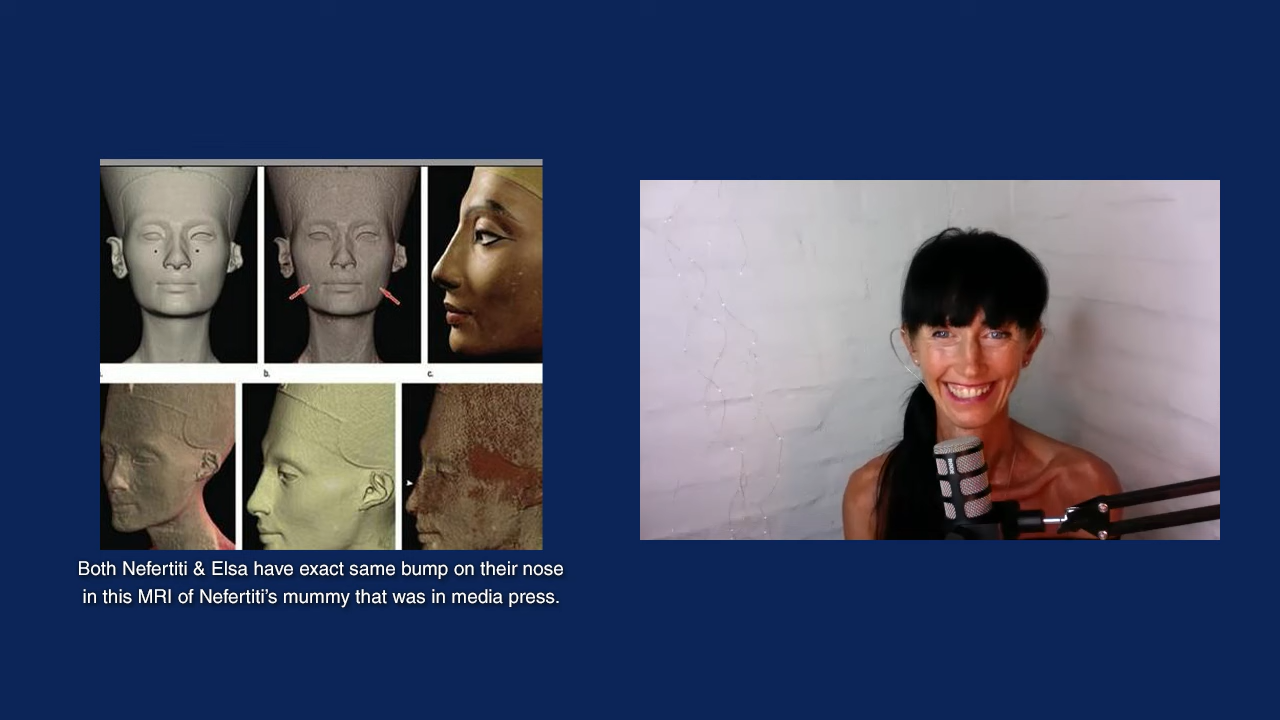 b.
c.
Both Nefertiti & Elsa have exact same bump on their nose
in this MRI of Nefertiti's mummy that was in media press.